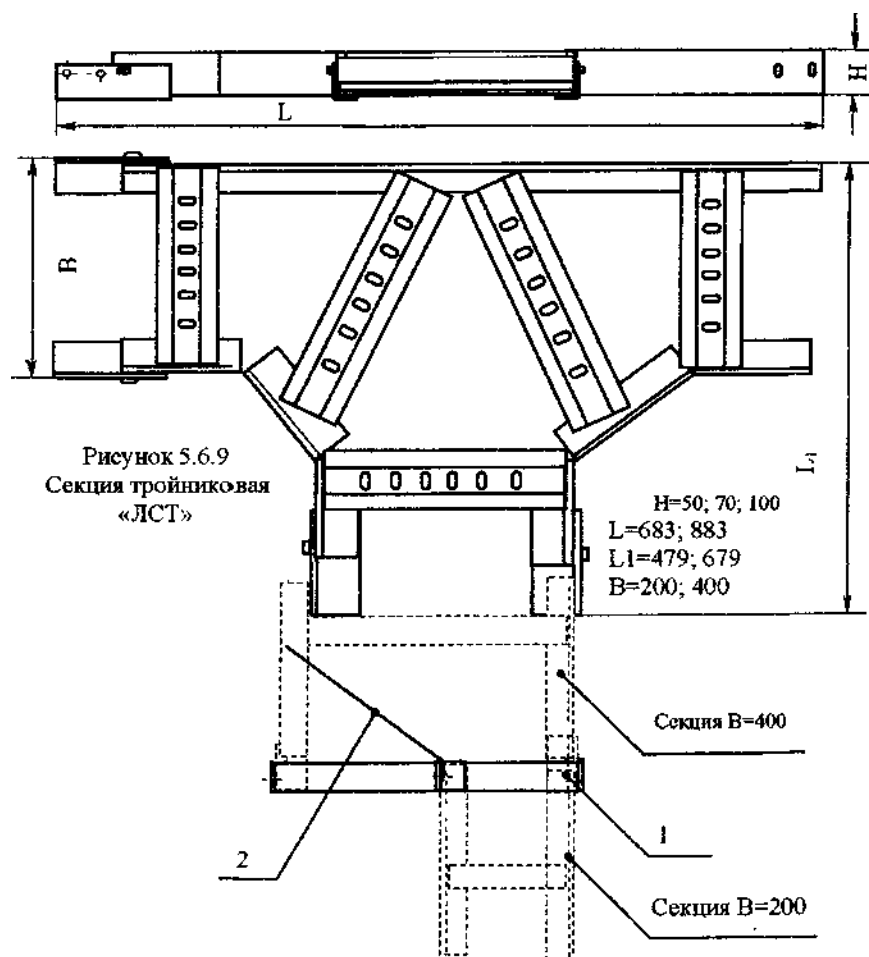 H
L
B
L1
Рисунок 5.6.9
Секция тройниковая
«ЛСТ»
H=50; 70; 100
L=683; 883
L1=479; 679
B=200; 400
Секция B=400
1
2
Секция B=200